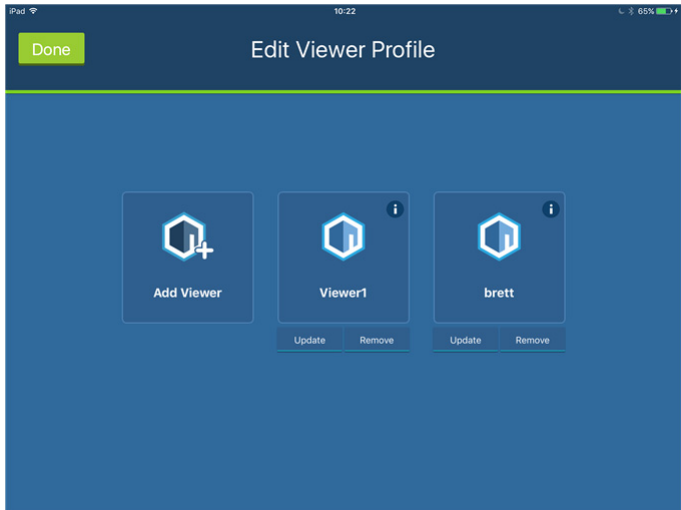 iPad 10:22 65%
Done Edit Viewer Profile
Add Viewer Viewer1 brett
Update Remove Update Remove